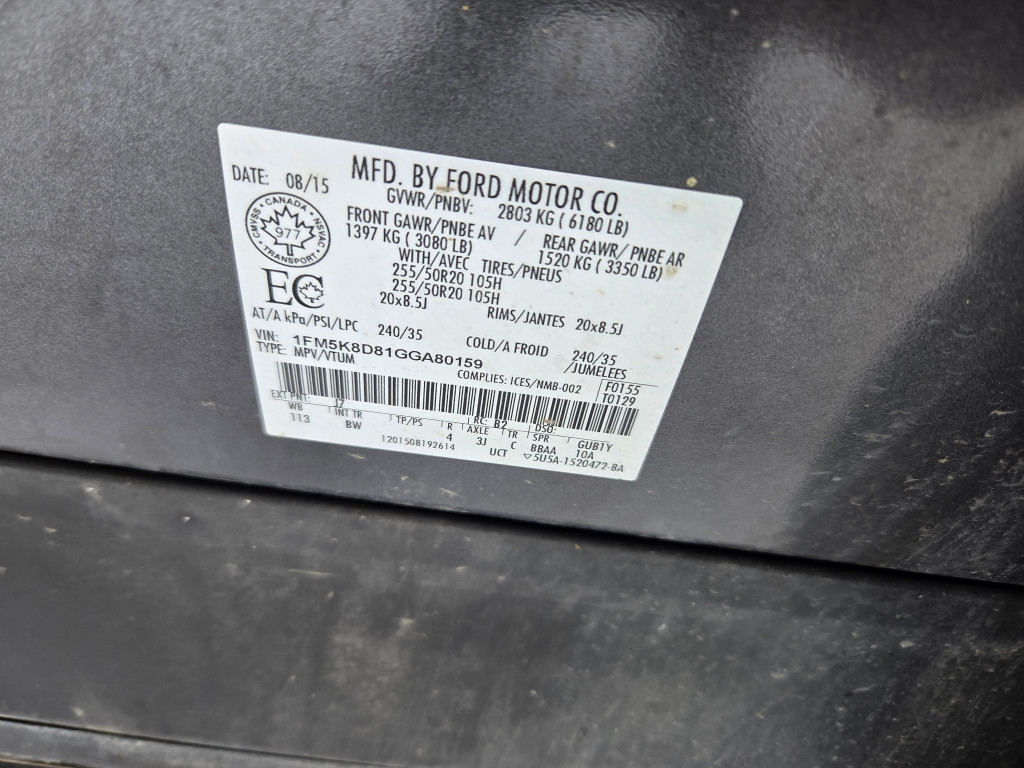 MFD. BY FORD MOTOR CO.
DATE: 08/15
GVWR/PNBV: 2803 KG ( 6180 LB)
FRONT GAWR/PNBE AV / REAR GAWR/ PNBE AR
1397 KG ( 3080 LB) 1520 KG ( 3350 LB)
WITH/AVEC TIRES/PNEUS
255/50R20 105H
255/50R20 105H
20x8.5J RIMS/JANTES 20x8.5J
CMVSS · CANADA · NSVAC · TRANSPORT
977
EC
AT/A kPa/PSI/LPC 240/35 COLD/A FROID 240/35
VIN: 1FM5K8D81GGA80159 /JUMELEES
TYPE: MPV/VTUM
COMPLIES: ICES/NMB-002 F0155
T0129
EXT PNT: J7 RC: B2 DSO:
WB INT TR TP/PS R AXLE TR SPR GUBTY
113 BW 4 3J C BBAA 10A
1201508192614 UCT ▽5U5A-1520472-BA